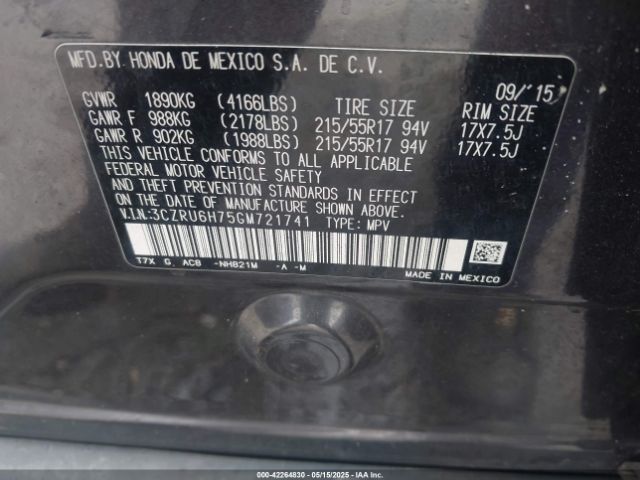 MFD. BY HONDA DE MEXICO S.A. DE C.V.
09/'15
GVWR 1890KG (4166LBS) TIRE SIZE RIM SIZE
GAWR F 988KG (2178LBS) 215/55R17 94V 17X7.5J
GAWR R 902KG (1988LBS) 215/55R17 94V 17X7.5J
THIS VEHICLE CONFORMS TO ALL APPLICABLE
FEDERAL MOTOR VEHICLE SAFETY
AND THEFT PREVENTION STANDARDS IN EFFECT
ON THE DATE OF MANUFACTURE SHOWN ABOVE.
V.I.N.:3CZRU6H75GM721741 TYPE: MPV
T7X G. ACB -NH821M -A -M MADE IN MEXICO
000-42264830 - 05/15/2025 - IAAI.COM